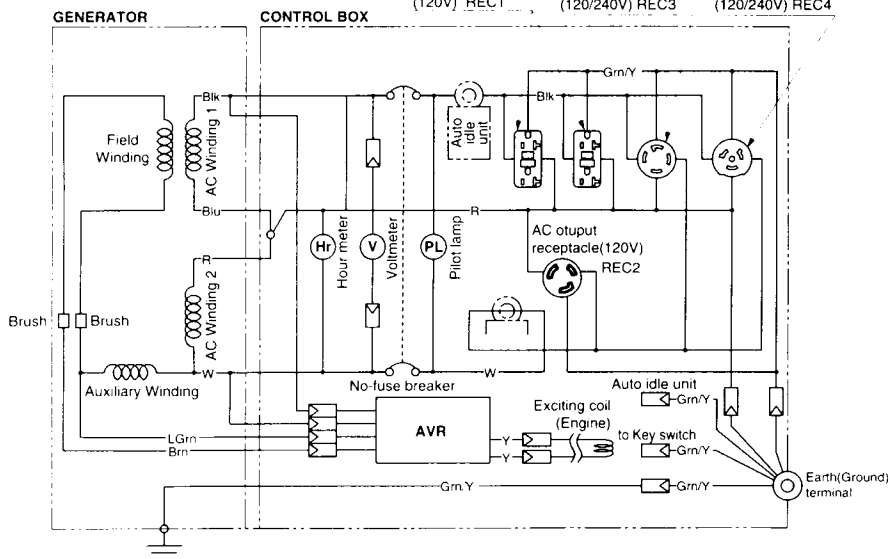 (120V) REC1
(120/240V) REC3
(120/240V) REC4
GENERATOR
CONTROL BOX
Grn/Y
Blk
Blk
Auto
idle
unit
Field
Winding
AC Winding 1
Blu
R
R
Hr
Hour meter
V
Voltmeter
PL
Pilot lamp
AC otuput
receptacle(120V)
REC2
AC Winding 2
Brush
Brush
W
W
Auxiliary Winding
No-fuse breaker
Auto idle unit
Grn/Y
AVR
Exciting coil
(Engine)
to Key switch
Grn/Y
LGrn
Brn
Y
Y
Grn.Y
Grn/Y
Earth(Ground)
terminal